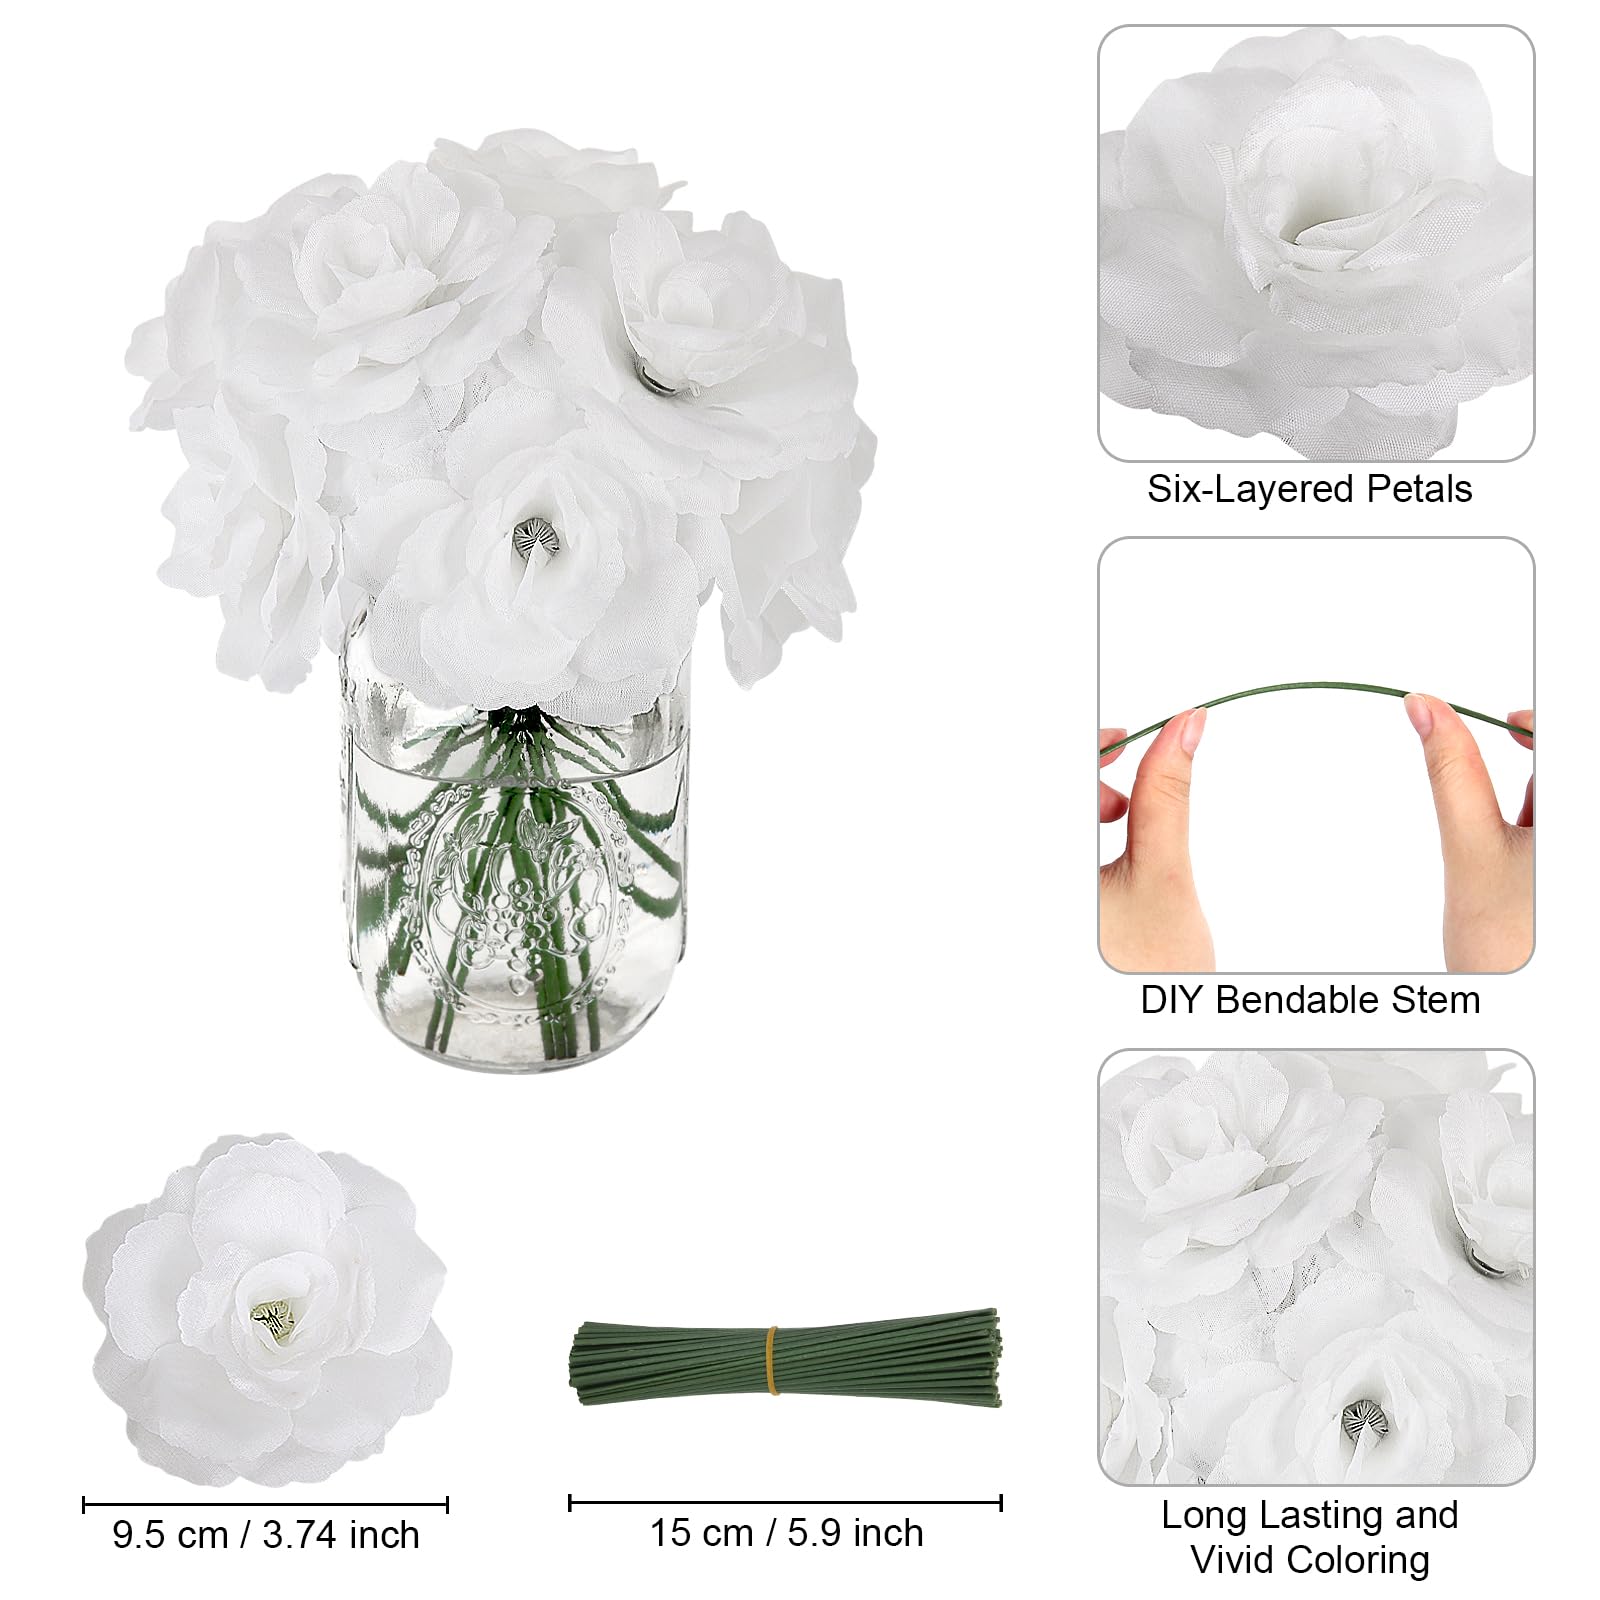 Six-Layered Petals
DIY Bendable Stem
9.5 cm / 3.74 inch
15 cm / 5.9 inch
Long Lasting and
Vivid Coloring